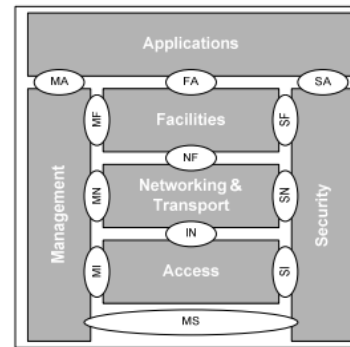 Applications
MA
FA
SA
MF
Facilities
SF
NF
Management
MN
Networking &
Transport
SN
Security
IN
MI
Access
SI
MS